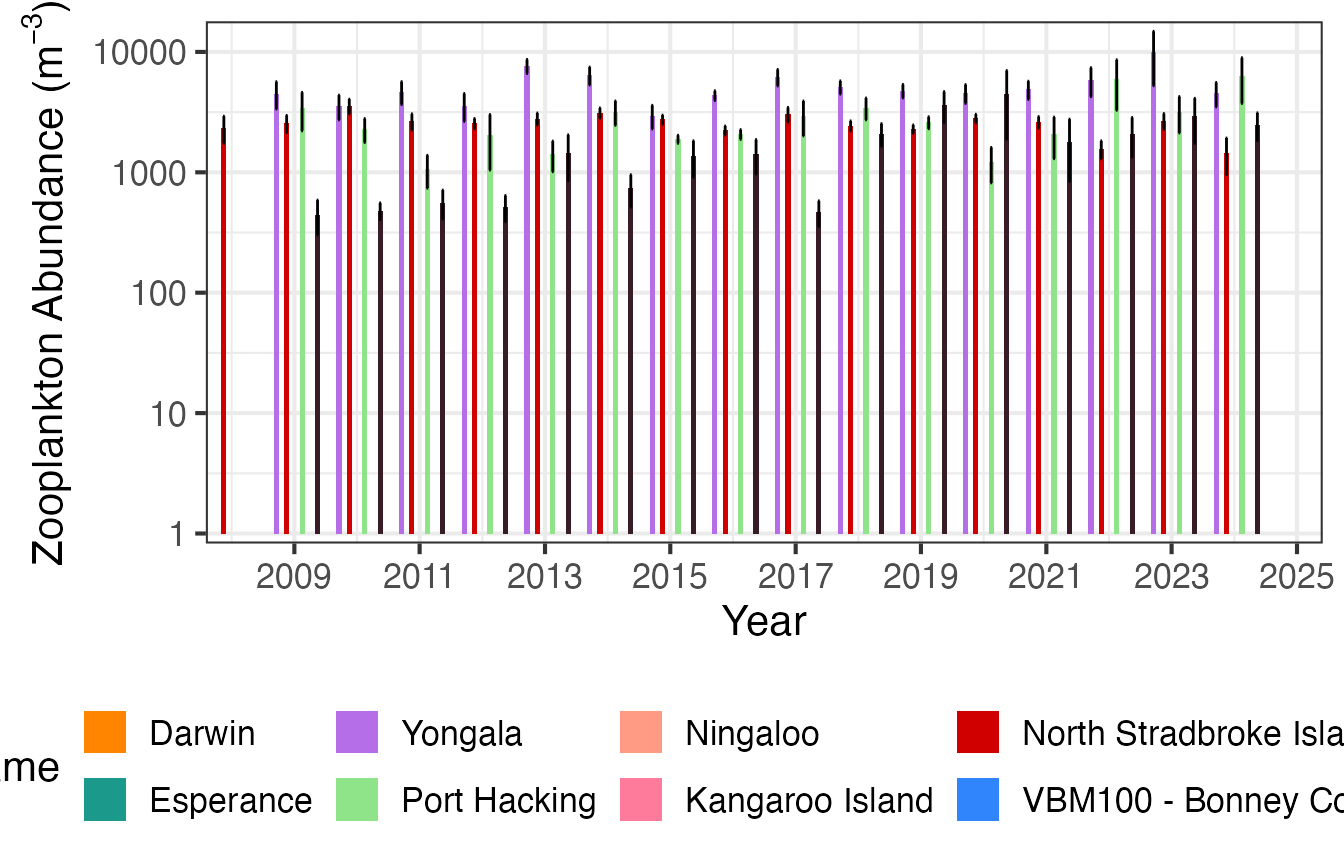 Zooplankton Abundance (m⁻³)
10000
1000
100
10
1
2009 2011 2013 2015 2017 2019 2021 2023 2025
Year
me
Darwin Yongala Ningaloo North Stradbroke Isla
Esperance Port Hacking Kangaroo Island VBM100 - Bonney Co